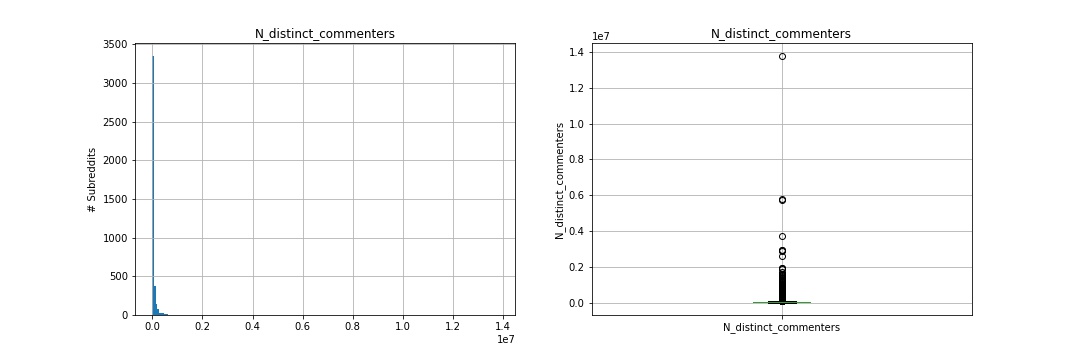 N_distinct_commenters
3500
3000
2500
2000
1500
1000
500
0
# Subreddits
0.0 0.2 0.4 0.6 0.8 1.0 1.2 1.4
1e7
N_distinct_commenters
1e7
1.4
1.2
1.0
0.8
0.6
0.4
0.2
0.0
N_distinct_commenters
N_distinct_commenters